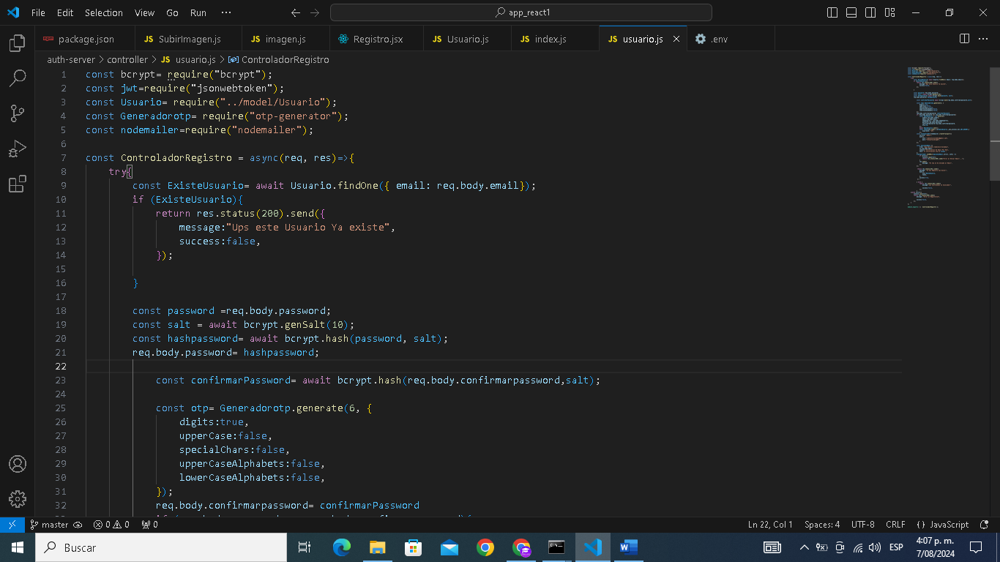 File Edit Selection View Go Run ··· app_react1
package.json JS SubirImagen.js JS imagen.js Registro.jsx JS Usuario.js JS index.js JS usuario.js .env
auth-server > controller > JS usuario.js > ControladorRegistro
1 const bcrypt= require("bcrypt");
2 const jwt=require("jsonwebtoken");
3 const Usuario= require("../model/Usuario");
4 const Generadorotp= require("otp-generator");
5 const nodemailer=require("nodemailer");
6
7 const ControladorRegistro = async(req, res)=>{
8 try{
9 const ExisteUsuario= await Usuario.findOne({ email: req.body.email});
10 if (ExisteUsuario){
11 return res.status(200).send({
12 message:"Ups este Usuario Ya existe",
13 success:false,
14 });
15
16 }
17
18 const password =req.body.password;
19 const salt = await bcrypt.genSalt(10);
20 const hashpassword= await bcrypt.hash(password, salt);
21 req.body.password= hashpassword;
22
23 const confirmarPassword= await bcrypt.hash(req.body.confirmarpassword,salt);
24
25 const otp= Generadorotp.generate(6, {
26 digits:true,
27 upperCase:false,
28 specialChars:false,
29 upperCaseAlphabets:false,
30 lowerCaseAlphabets:false,
31 });
32 req.body.confirmarpassword= confirmarPassword
master 0 0 0 Ln 22, Col 1 Spaces: 4 UTF-8 CRLF {} JavaScript
Buscar ESP 4:07 p. m.
7/08/2024